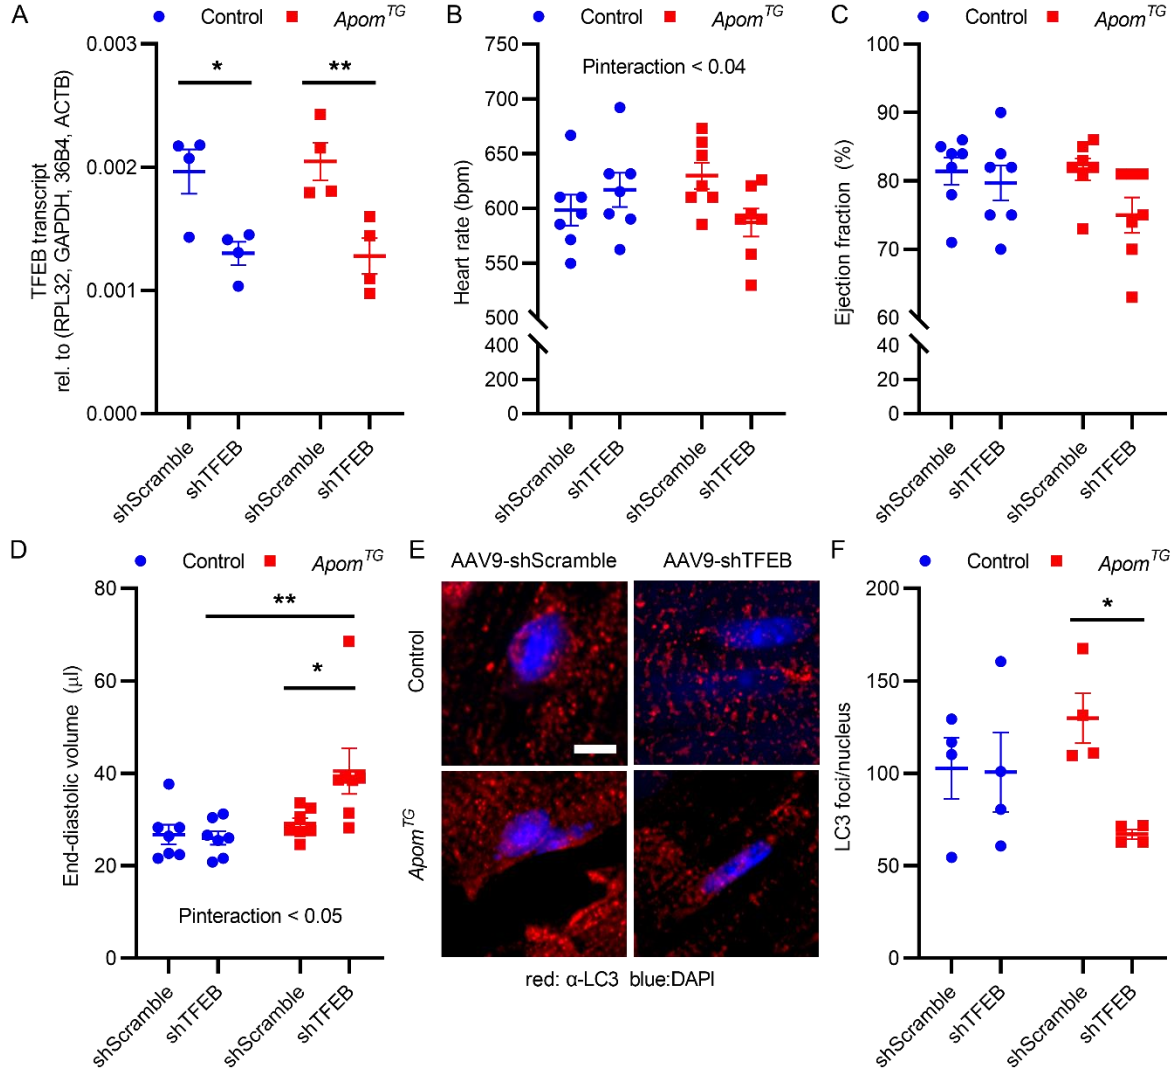 A
Control
Apom^TG
0.003
0.002
0.001
0.000
TFEB transcript
rel. to (RPL32, GAPDH, 36B4, ACTB)
*
**
shScramble
shTFEB
shScramble
shTFEB
B
Control
Apom^TG
750
700
650
600
550
500
400
200
0
Heart rate (bpm)
Pinteraction < 0.04
shScramble
shTFEB
shScramble
shTFEB
C
100
90
80
70
60
40
20
0
Ejection fraction (%)
shScramble
shTFEB
shScramble
shTFEB
D
Control
Apom^TG
80
60
40
20
0
End-diastolic volume (µl)
**
*
Pinteraction < 0.05
shScramble
shTFEB
shScramble
shTFEB
E
AAV9-shScramble
AAV9-shTFEB
Control
Apom^TG
red: α-LC3 blue:DAPI
F
Control
Apom^TG
200
150
100
50
0
LC3 foci/nucleus
*
shScramble
shTFEB
shScramble
shTFEB